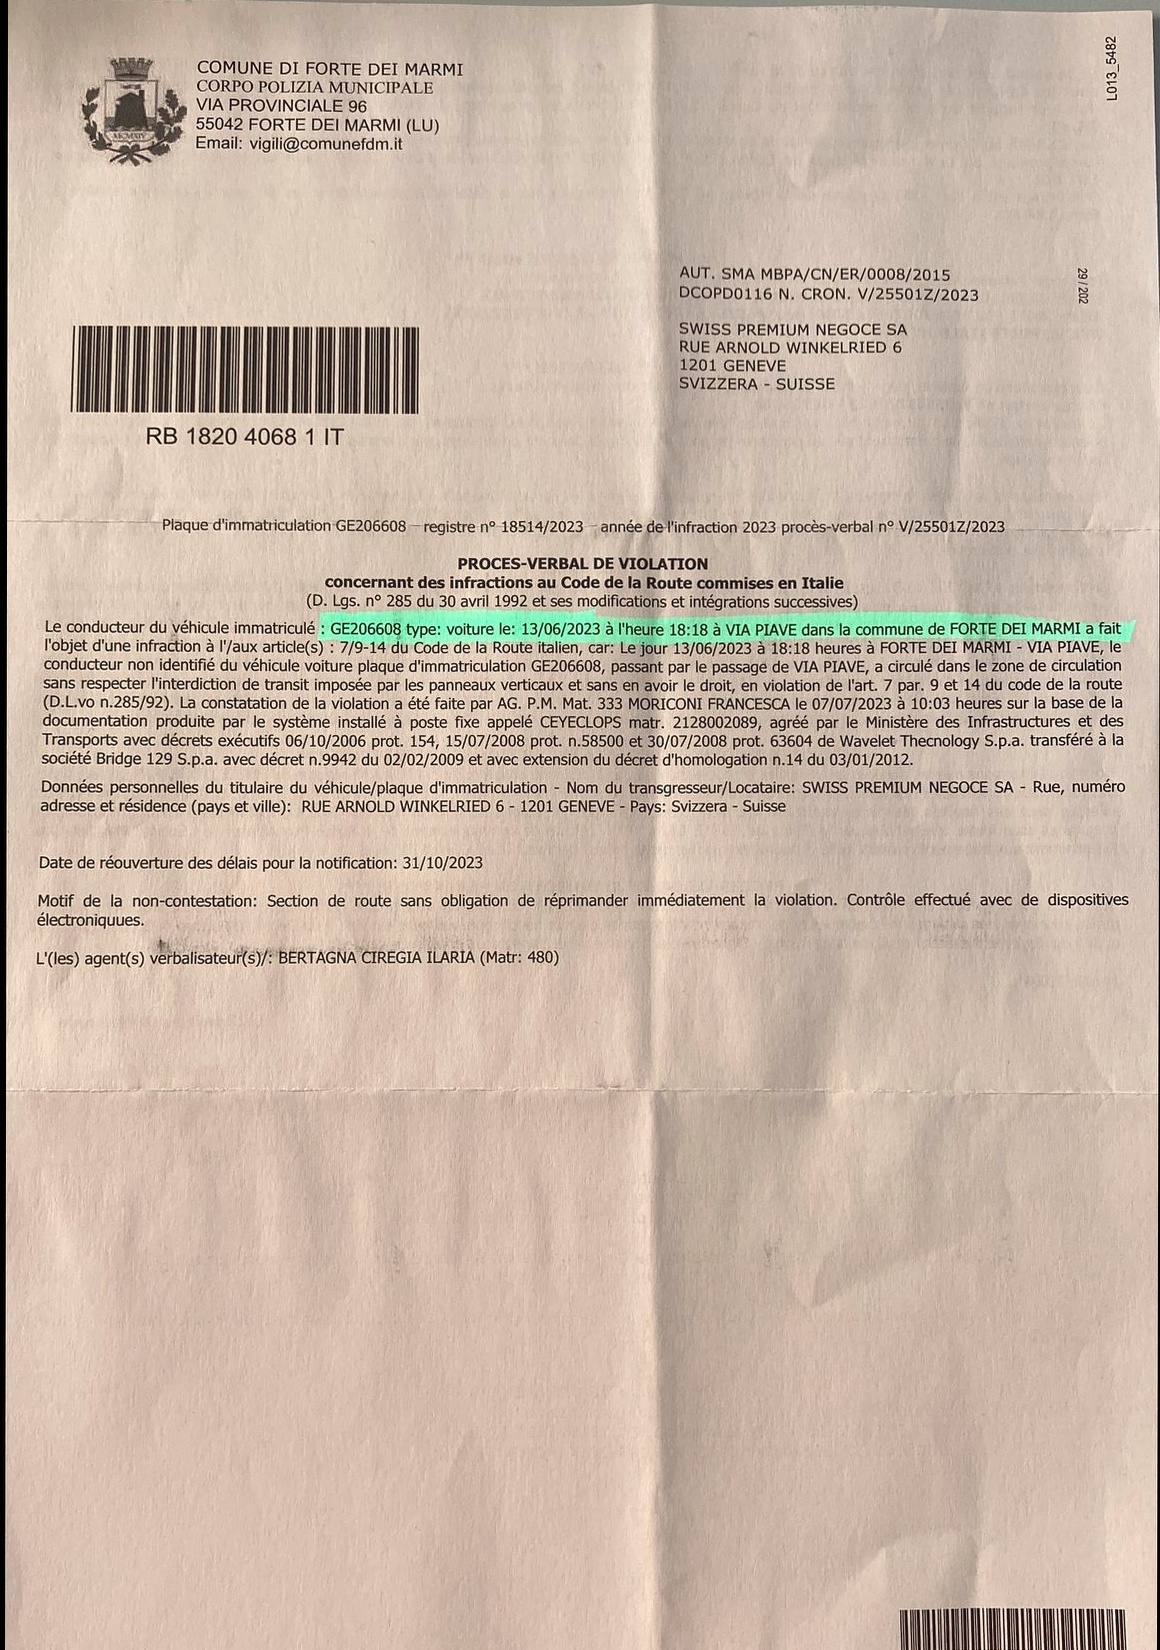 L013_5482
COMUNE DI FORTE DEI MARMI
CORPO POLIZIA MUNICIPALE
VIA PROVINCIALE 96
55042 FORTE DEI MARMI (LU)
Email: vigili@comunefdm.it
MCMXIV
AUT. SMA MBPA/CN/ER/0008/2015
DCOPD0116 N. CRON. V/25501Z/2023
29 / 202
SWISS PREMIUM NEGOCE SA
RUE ARNOLD WINKELRIED 6
1201 GENEVE
SVIZZERA - SUISSE
RB 1820 4068 1 IT
Plaque d'immatriculation GE206608 registre n° 18514/2023 année de l'infraction 2023 procès-verbal n° V/25501Z/2023
PROCES-VERBAL DE VIOLATION
concernant des infractions au Code de la Route commises en Italie
(D. Lgs. n° 285 du 30 avril 1992 et ses modifications et intégrations successives)
Le conducteur du véhicule immatriculé : GE206608 type: voiture le: 13/06/2023 à l'heure 18:18 à VIA PIAVE dans la commune de FORTE DEI MARMI a fait
l'objet d'une infraction à l'/aux article(s) : 7/9-14 du Code de la Route italien, car: Le jour 13/06/2023 à 18:18 heures à FORTE DEI MARMI - VIA PIAVE, le
conducteur non identifié du véhicule voiture plaque d'immatriculation GE206608, passant par le passage de VIA PIAVE, a circulé dans le zone de circulation
sans respecter l'interdiction de transit imposée par les panneaux verticaux et sans en avoir le droit, en violation de l'art. 7 par. 9 et 14 du code de la route
(D.L.vo n.285/92). La constatation de la violation a été faite par AG. P.M. Mat. 333 MORICONI FRANCESCA le 07/07/2023 à 10:03 heures sur la base de la
documentation produite par le système installé à poste fixe appelé CEYECLOPS matr. 2128002089, agréé par le Ministère des Infrastructures et des
Transports avec décrets exécutifs 06/10/2006 prot. 154, 15/07/2008 prot. n.58500 et 30/07/2008 prot. 63604 de Wavelet Thecnology S.p.a. transféré à la
société Bridge 129 S.p.a. avec décret n.9942 du 02/02/2009 et avec extension du décret d'homologation n.14 du 03/01/2012.
Données personnelles du titulaire du véhicule/plaque d'immatriculation - Nom du transgresseur/Locataire: SWISS PREMIUM NEGOCE SA - Rue, numéro
adresse et résidence (pays et ville): RUE ARNOLD WINKELRIED 6 - 1201 GENEVE - Pays: Svizzera - Suisse
Date de réouverture des délais pour la notification: 31/10/2023
Motif de la non-contestation: Section de route sans obligation de réprimander immédiatement la violation. Contrôle effectué avec de dispositives
électroniquues.
L'(les) agent(s) verbalisateur(s)/: BERTAGNA CIREGIA ILARIA (Matr: 480)